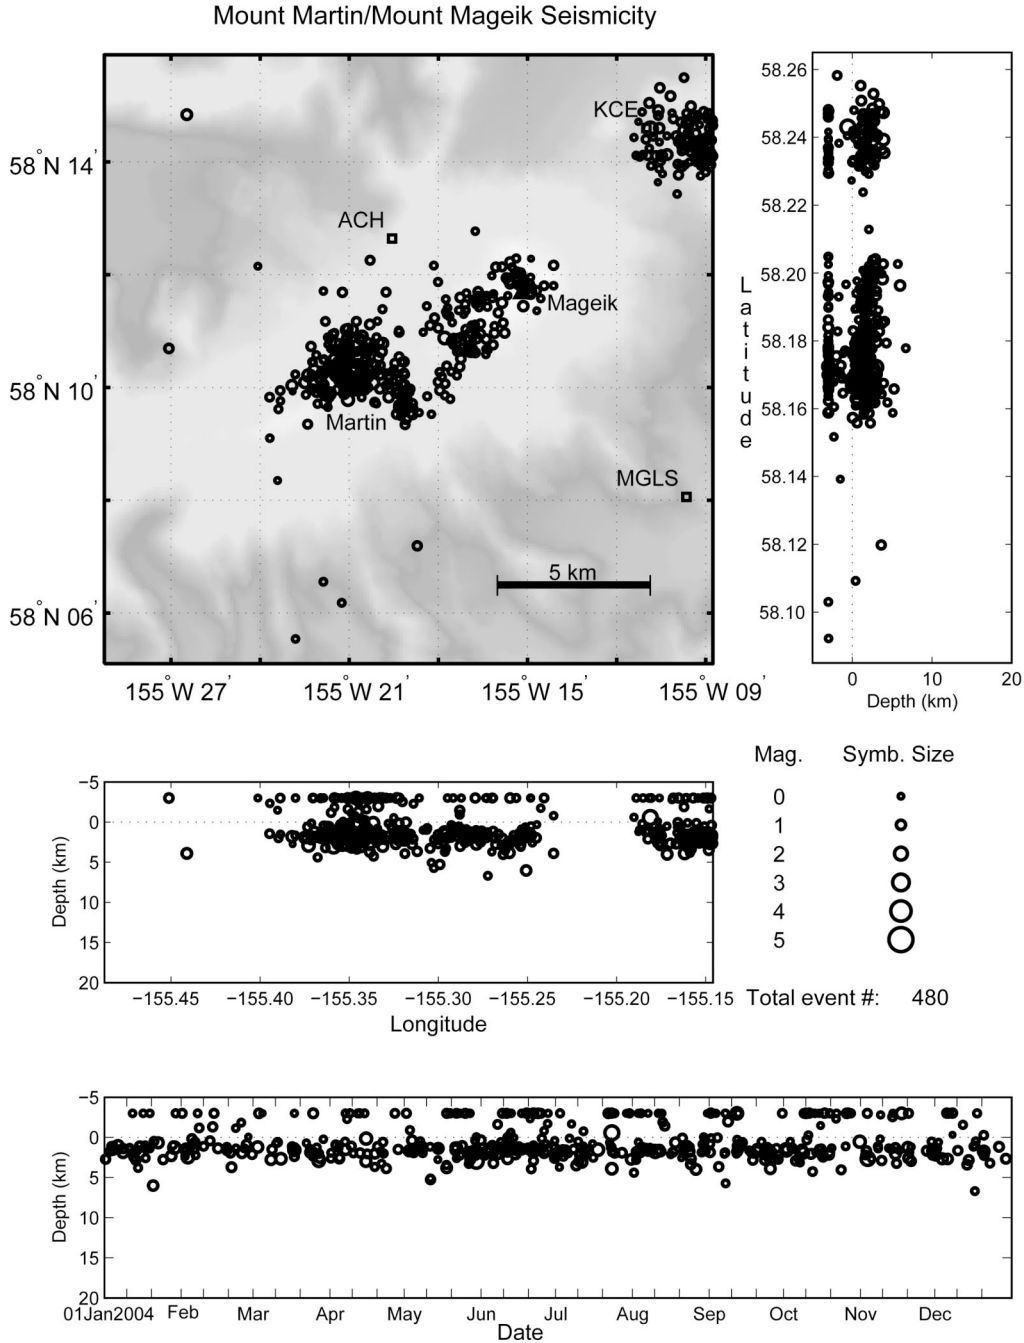 Mount Martin/Mount Mageik Seismicity
58°N 14'
58°N 10'
58°N 06'
KCE
ACH
Mageik
Martin
MGLS
5 km
155°W 27'
155°W 21'
155°W 15'
155°W 09'
58.26
58.24
58.22
58.20
58.18
58.16
58.14
58.12
58.10
Latitude
0
10
20
Depth (km)
Mag.
Symb. Size
0
1
2
3
4
5
Total event #: 480
−5
0
5
10
15
20
Depth (km)
−155.45
−155.40
−155.35
−155.30
−155.25
−155.20
−155.15
Longitude
−5
0
5
10
15
20
Depth (km)
01Jan2004
Feb
Mar
Apr
May
Jun
Jul
Aug
Sep
Oct
Nov
Dec
Date